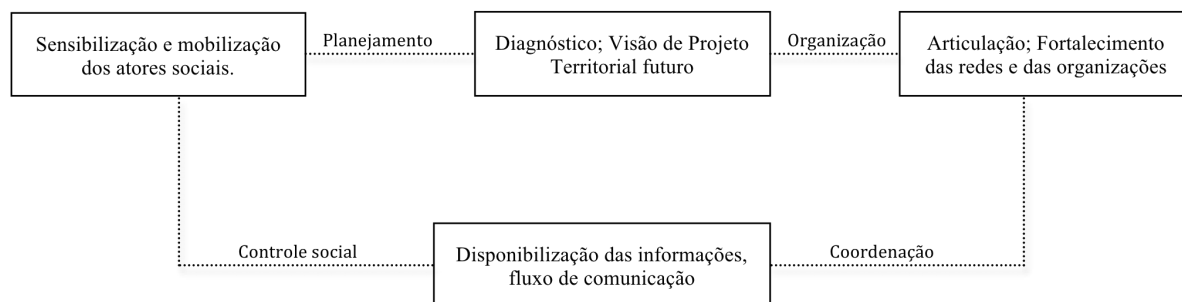 Sensibilização e mobilização
dos atores sociais.
Planejamento
Diagnóstico; Visão de Projeto
Territorial futuro
Organização
Articulação; Fortalecimento
das redes e das organizações
Controle social
Disponibilização das informações,
fluxo de comunicação
Coordenação